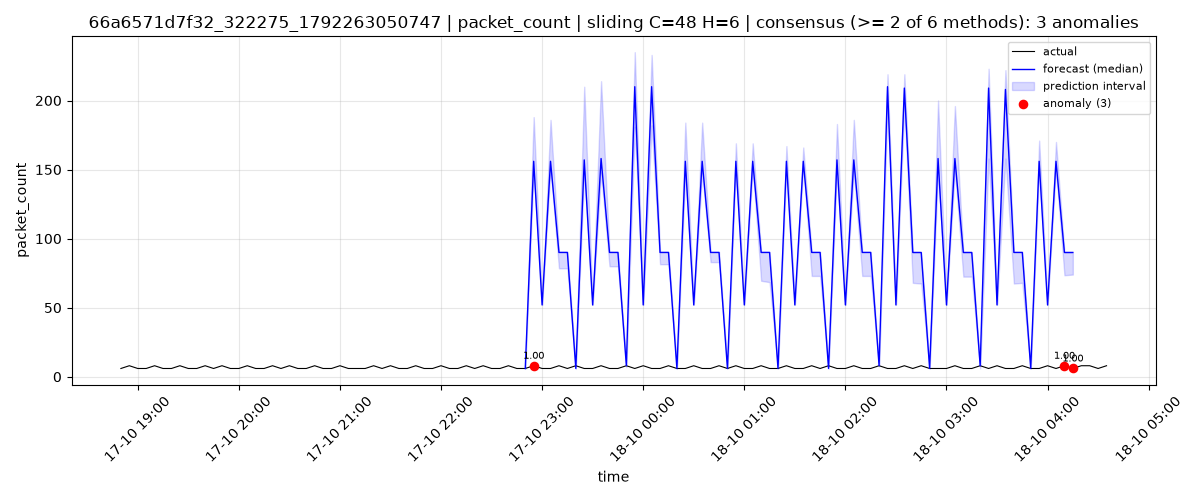 66a6571d7f32_322275_1792263050747 | packet_count | sliding C=48 H=6 | consensus (>= 2 of 6 methods): 3 anomalies
actual
forecast (median)
prediction interval
anomaly (3)
packet_count
200
150
100
50
0
1.00
1.00
1.00
17-10 19:00
17-10 20:00
17-10 21:00
17-10 22:00
17-10 23:00
18-10 00:00
18-10 01:00
18-10 02:00
18-10 03:00
18-10 04:00
18-10 05:00
time